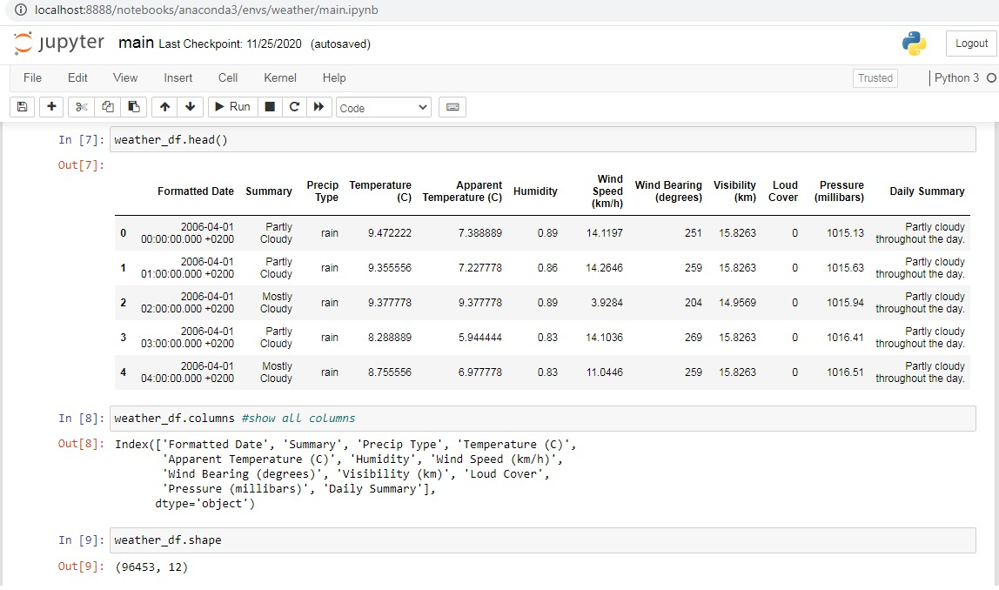 localhost:8888/notebooks/anaconda3/envs/weather/main.ipynb
jupyter main Last Checkpoint: 11/25/2020 (autosaved) Logout
File Edit View Insert Cell Kernel Help Trusted Python 3
Run Code
In [7]: weather_df.head()
Out[7]:
Formatted Date Summary Precip Type Temperature (C) Apparent Temperature (C) Humidity Wind Speed (km/h) Wind Bearing (degrees) Visibility (km) Loud Cover Pressure (millibars) Daily Summary
0 2006-04-01 00:00:00.000 +0200 Partly Cloudy rain 9.472222 7.388889 0.89 14.1197 251 15.8263 0 1015.13 Partly cloudy throughout the day.
1 2006-04-01 01:00:00.000 +0200 Partly Cloudy rain 9.355556 7.227778 0.86 14.2646 259 15.8263 0 1015.63 Partly cloudy throughout the day.
2 2006-04-01 02:00:00.000 +0200 Mostly Cloudy rain 9.377778 9.377778 0.89 3.9284 204 14.9569 0 1015.94 Partly cloudy throughout the day.
3 2006-04-01 03:00:00.000 +0200 Partly Cloudy rain 8.288889 5.944444 0.83 14.1036 269 15.8263 0 1016.41 Partly cloudy throughout the day.
4 2006-04-01 04:00:00.000 +0200 Mostly Cloudy rain 8.755556 6.977778 0.83 11.0446 259 15.8263 0 1016.51 Partly cloudy throughout the day.
In [8]: weather_df.columns #show all columns
Out[8]: Index(['Formatted Date', 'Summary', 'Precip Type', 'Temperature (C)',
'Apparent Temperature (C)', 'Humidity', 'Wind Speed (km/h)',
'Wind Bearing (degrees)', 'Visibility (km)', 'Loud Cover',
'Pressure (millibars)', 'Daily Summary'],
dtype='object')
In [9]: weather_df.shape
Out[9]: (96453, 12)